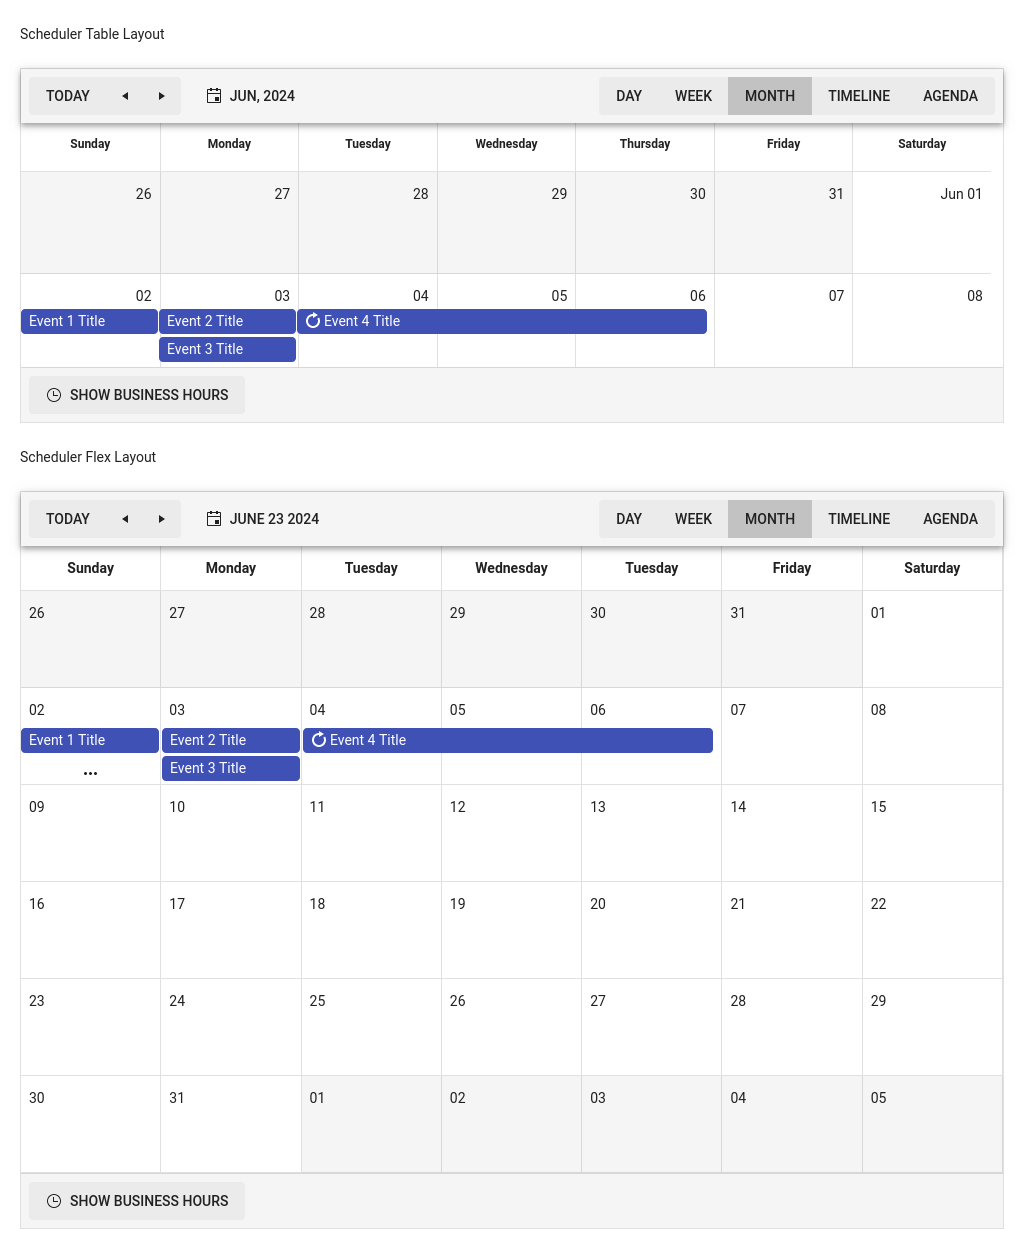 Scheduler Table Layout
TODAY JUN, 2024 DAY WEEK MONTH TIMELINE AGENDA
Sunday Monday Tuesday Wednesday Thursday Friday Saturday
26 27 28 29 30 31 Jun 01
02 03 04 05 06 07 08
Event 1 Title Event 2 Title Event 4 Title
Event 3 Title
SHOW BUSINESS HOURS
Scheduler Flex Layout
TODAY JUNE 23 2024 DAY WEEK MONTH TIMELINE AGENDA
Sunday Monday Tuesday Wednesday Tuesday Friday Saturday
26 27 28 29 30 31 01
02 03 04 05 06 07 08
Event 1 Title Event 2 Title Event 4 Title
... Event 3 Title
09 10 11 12 13 14 15
16 17 18 19 20 21 22
23 24 25 26 27 28 29
30 31 01 02 03 04 05
SHOW BUSINESS HOURS